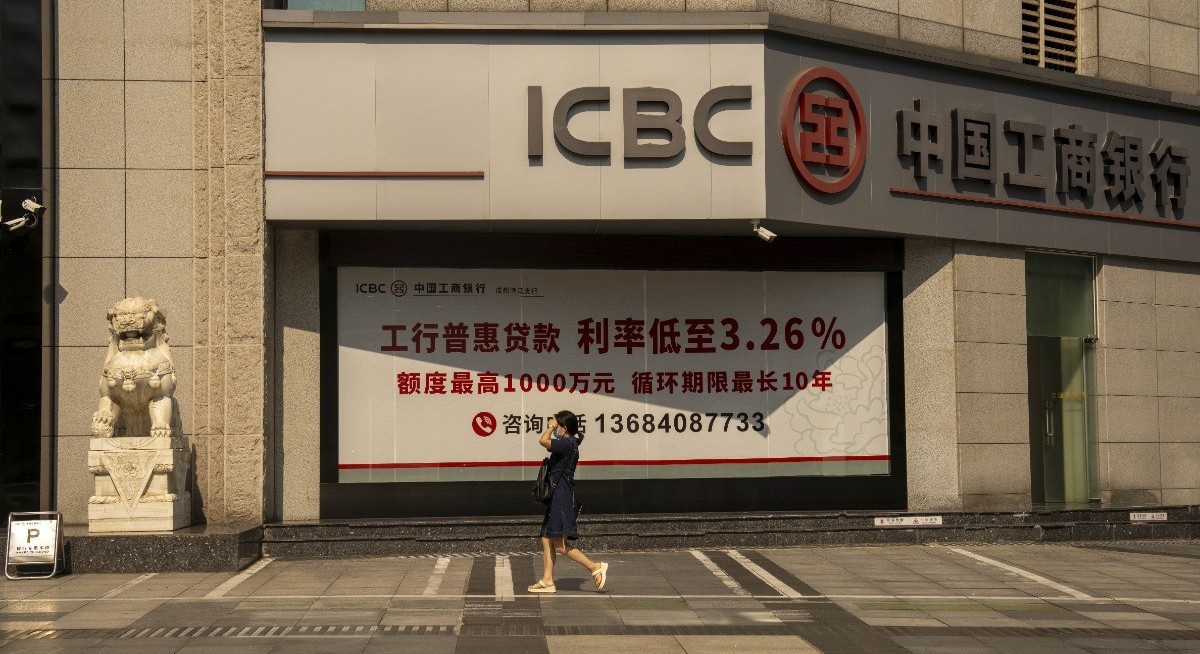 ICBC 中国工商银行
ICBC 中国工商银行
工行普惠贷款 利率低至3.26%
额度最高1000万元 循环期限最长10年
咨询 话 13684087733
P